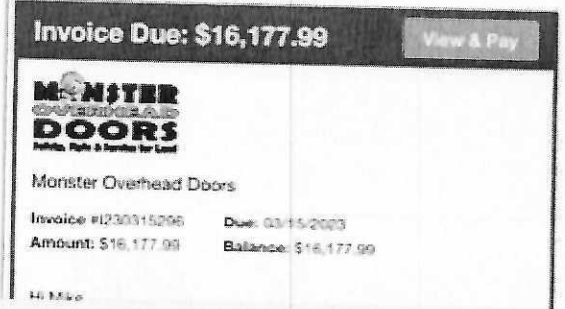 Invoice Due: $16,177.99 View & Pay
MONSTER
OVERHEAD
DOORS
Monster Overhead Doors
Invoice #I230315296 Due: 03/15/2023
Amount: $16,177.99 Balance: $16,177.99
Hi Mike